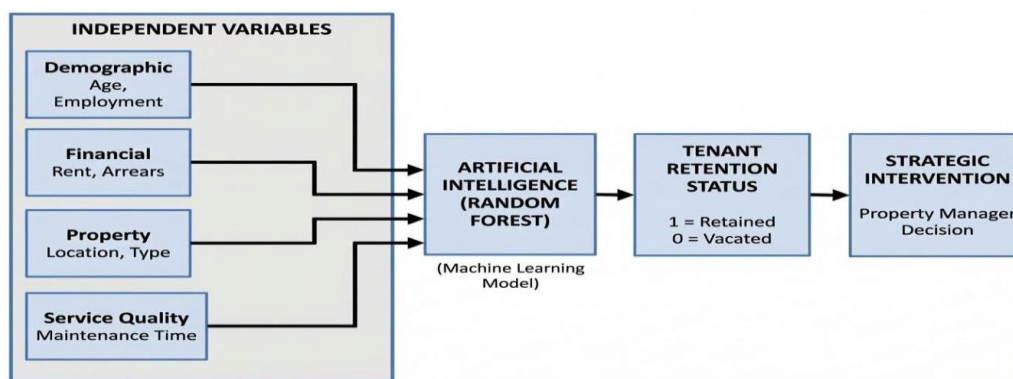 INDEPENDENT VARIABLES
Demographic
Age,
Employment
Financial
Rent, Arrears
Property
Location, Type
Service Quality
Maintenance Time
ARTIFICIAL
INTELLIGENCE
(RANDOM
FOREST)
(Machine Learning
Model)
TENANT
RETENTION
STATUS
1 = Retained
0 = Vacated
STRATEGIC
INTERVENTION
Property Manager
Decision